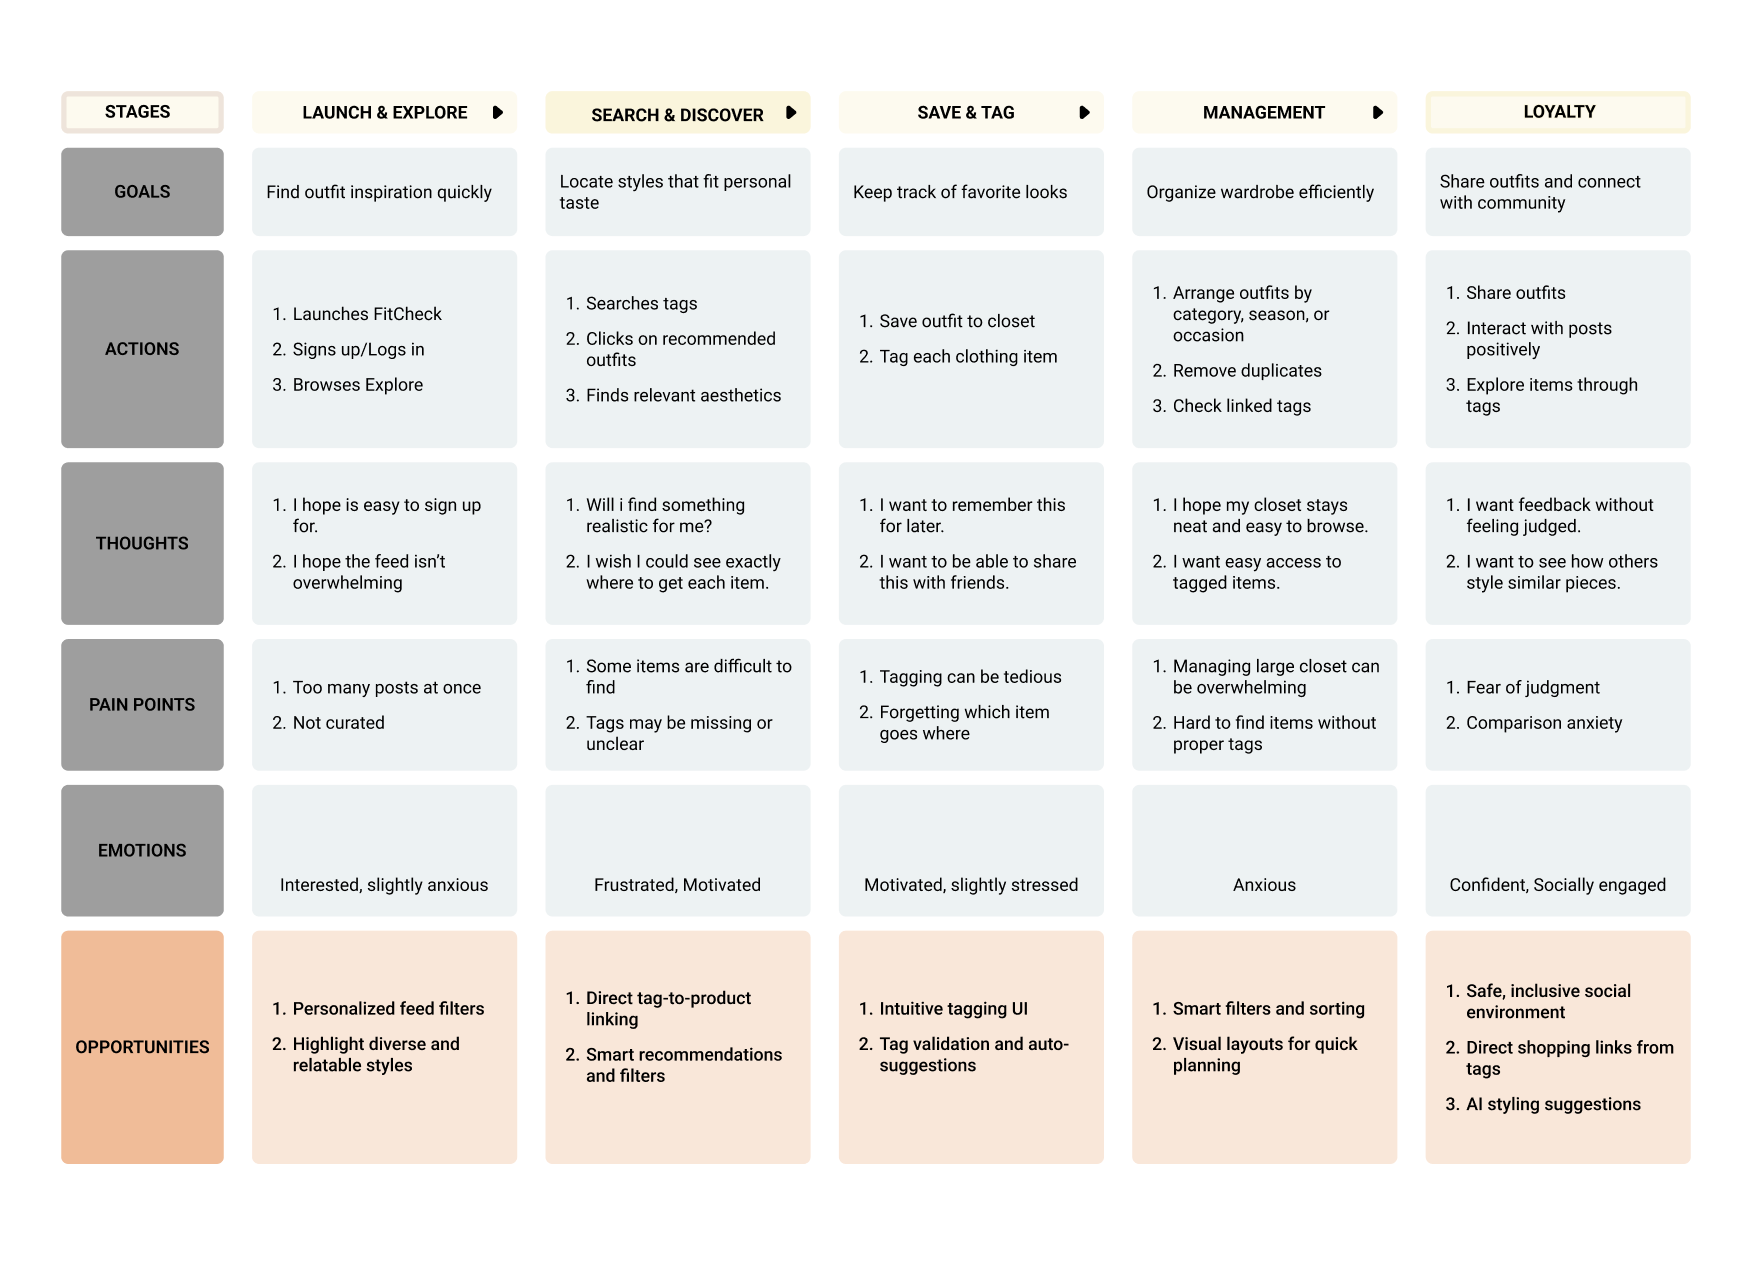 STAGES
LAUNCH & EXPLORE
SEARCH & DISCOVER
SAVE & TAG
MANAGEMENT
LOYALTY
GOALS
Find outfit inspiration quickly
Locate styles that fit personal
taste
Keep track of favorite looks
Organize wardrobe efficiently
Share outfits and connect
with community
ACTIONS
1. Launches FitCheck
2. Signs up/Logs in
3. Browses Explore
1. Searches tags
2. Clicks on recommended
outfits
3. Finds relevant aesthetics
1. Save outfit to closet
2. Tag each clothing item
1. Arrange outfits by
category, season, or
occasion
2. Remove duplicates
3. Check linked tags
1. Share outfits
2. Interact with posts
positively
3. Explore items through
tags
THOUGHTS
1. I hope is easy to sign up
for.
2. I hope the feed isn’t
overwhelming
1. Will i find something
realistic for me?
2. I wish I could see exactly
where to get each item.
1. I want to remember this
for later.
2. I want to be able to share
this with friends.
1. I hope my closet stays
neat and easy to browse.
2. I want easy access to
tagged items.
1. I want feedback without
feeling judged.
2. I want to see how others
style similar pieces.
PAIN POINTS
1. Too many posts at once
2. Not curated
1. Some items are difficult to
find
2. Tags may be missing or
unclear
1. Tagging can be tedious
2. Forgetting which item
goes where
1. Managing large closet can
be overwhelming
2. Hard to find items without
proper tags
1. Fear of judgment
2. Comparison anxiety
EMOTIONS
Interested, slightly anxious
Frustrated, Motivated
Motivated, slightly stressed
Anxious
Confident, Socially engaged
OPPORTUNITIES
1. Personalized feed filters
2. Highlight diverse and
relatable styles
1. Direct tag-to-product
linking
2. Smart recommendations
and filters
1. Intuitive tagging UI
2. Tag validation and auto-
suggestions
1. Smart filters and sorting
2. Visual layouts for quick
planning
1. Safe, inclusive social
environment
2. Direct shopping links from
tags
3. AI styling suggestions